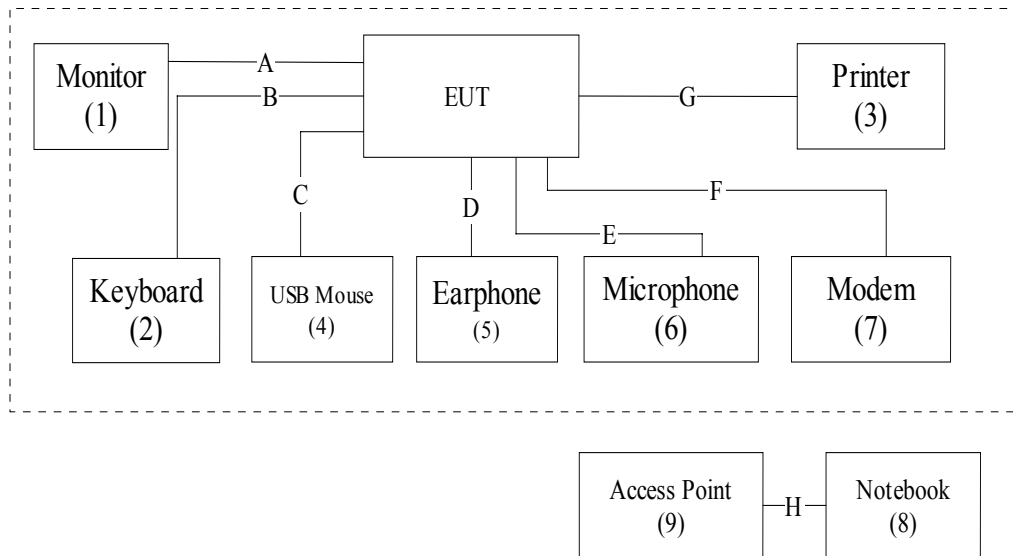 Monitor
(1)
A
B
EUT
G
Printer
(3)
C
D
E
F
Keyboard
(2)
USB Mouse
(4)
Earphone
(5)
Microphone
(6)
Modem
(7)
Access Point
(9)
H
Notebook
(8)